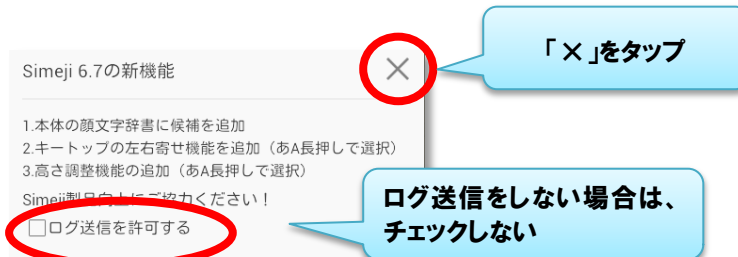 「×」をタップ
Simeji 6.7の新機能
1.本体の顔文字辞書に候補を追加
2.キートップの左右寄せ機能を追加（あA長押しで選択）
3.高さ調整機能の追加（あA長押しで選択）
Simeji製品向上にご協力ください！
ログ送信を許可する
ログ送信をしない場合は、
チェックしない